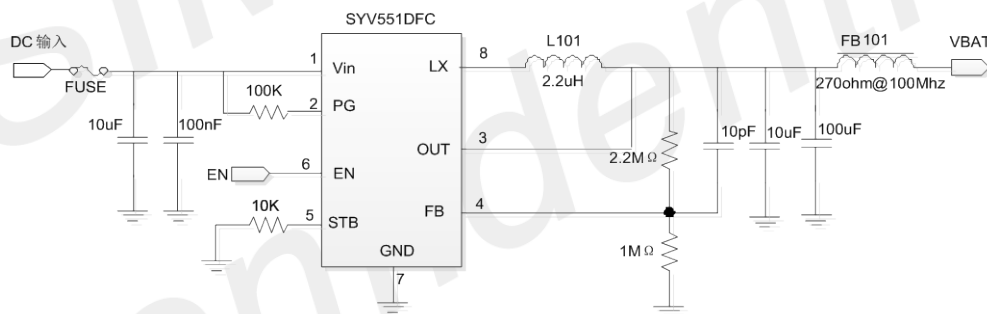 SYV551DFC
DC 输入
FUSE
10uF
100nF
100K
1
Vin
2
PG
EN
6
EN
10K
5
STB
GND
7
LX
8
OUT
3
FB
4
L101
2.2uH
2.2MΩ
1MΩ
10pF
10uF
100uF
FB101
270ohm@100Mhz
VBAT